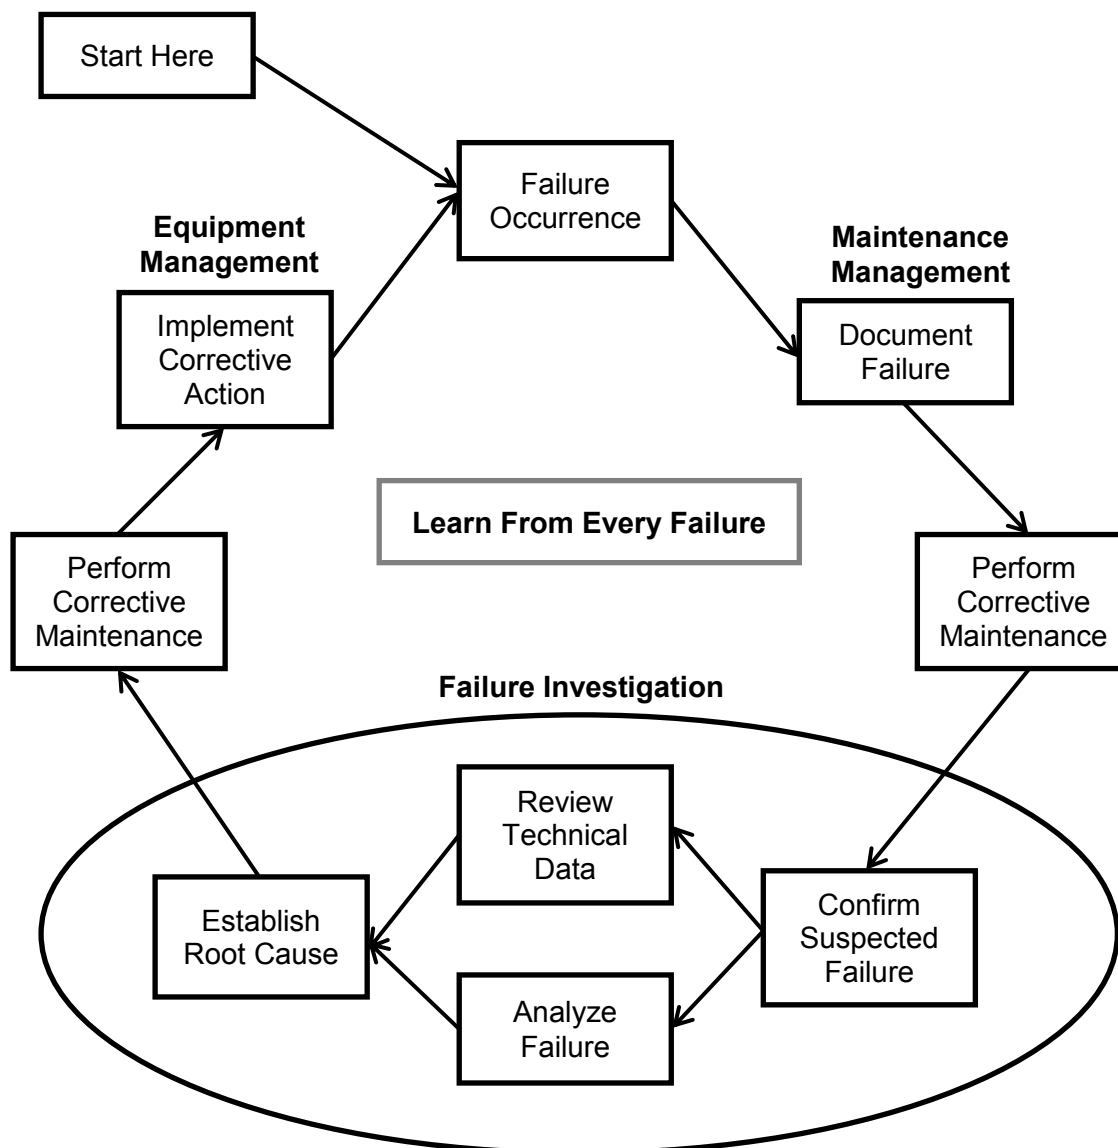 Start Here
Failure
Occurrence
Equipment
Management
Maintenance
Management
Implement
Corrective
Action
Document
Failure
Learn From Every Failure
Perform
Corrective
Maintenance
Perform
Corrective
Maintenance
Failure Investigation
Review
Technical
Data
Establish
Root Cause
Confirm
Suspected
Failure
Analyze
Failure